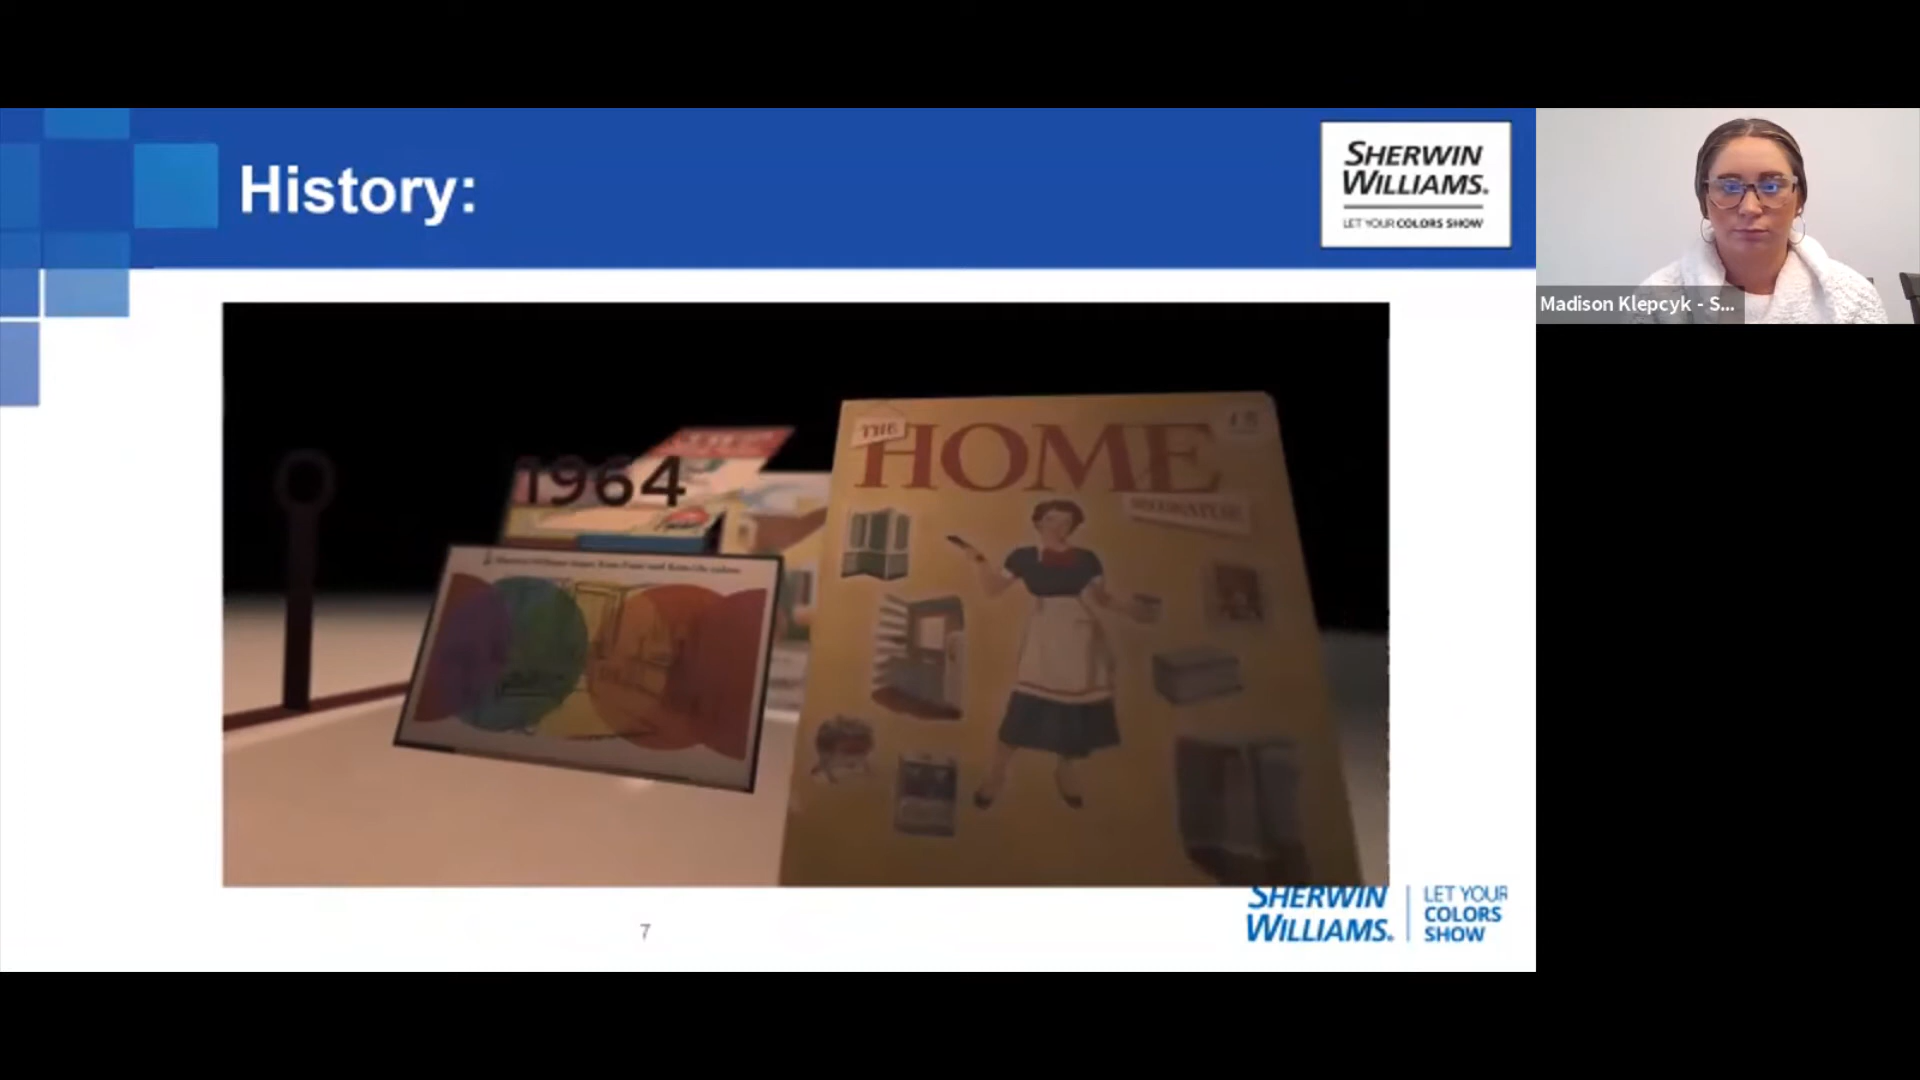 History:
SHERWIN
WILLIAMS.
LET YOUR COLORS SHOW
Madison Klepcyk - S...
1964
THE
HOME
7
SHERWIN
WILLIAMS.
LET YOUR
COLORS
SHOW